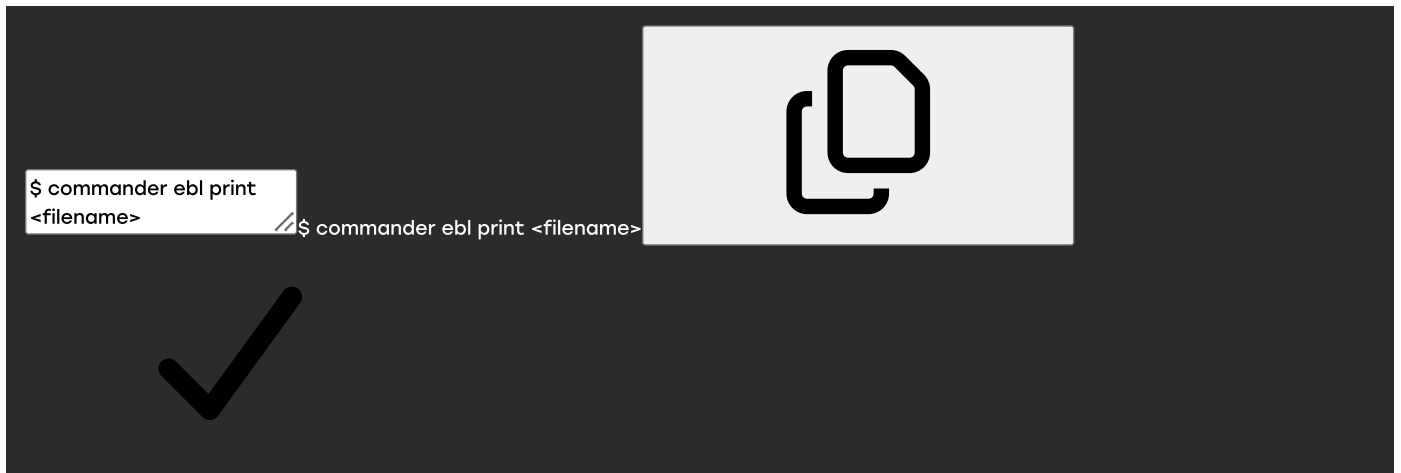 $ commander ebl print
<filename>
$ commander ebl print <filename>